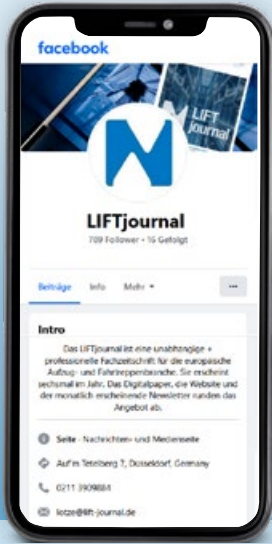 facebook
LIFT
journal
LIFTjournal
709 Follower • 16 Gefolgt
Beiträge Info Mehr
Intro
Das LIFTjournal ist eine unabhängige +
professionelle Fachzeitschrift für die europäische
Aufzug- und Fahrtreppenbranche. Sie erscheint
sechsmal im Jahr. Das Digitalpaper, die Website und
der monatlich erscheinende Newsletter runden das
Angebot ab.
Seite · Nachrichten- und Medienseite
Auf'm Tetelberg 7, Düsseldorf, Germany
0211 3909884
lotze@lift-journal.de